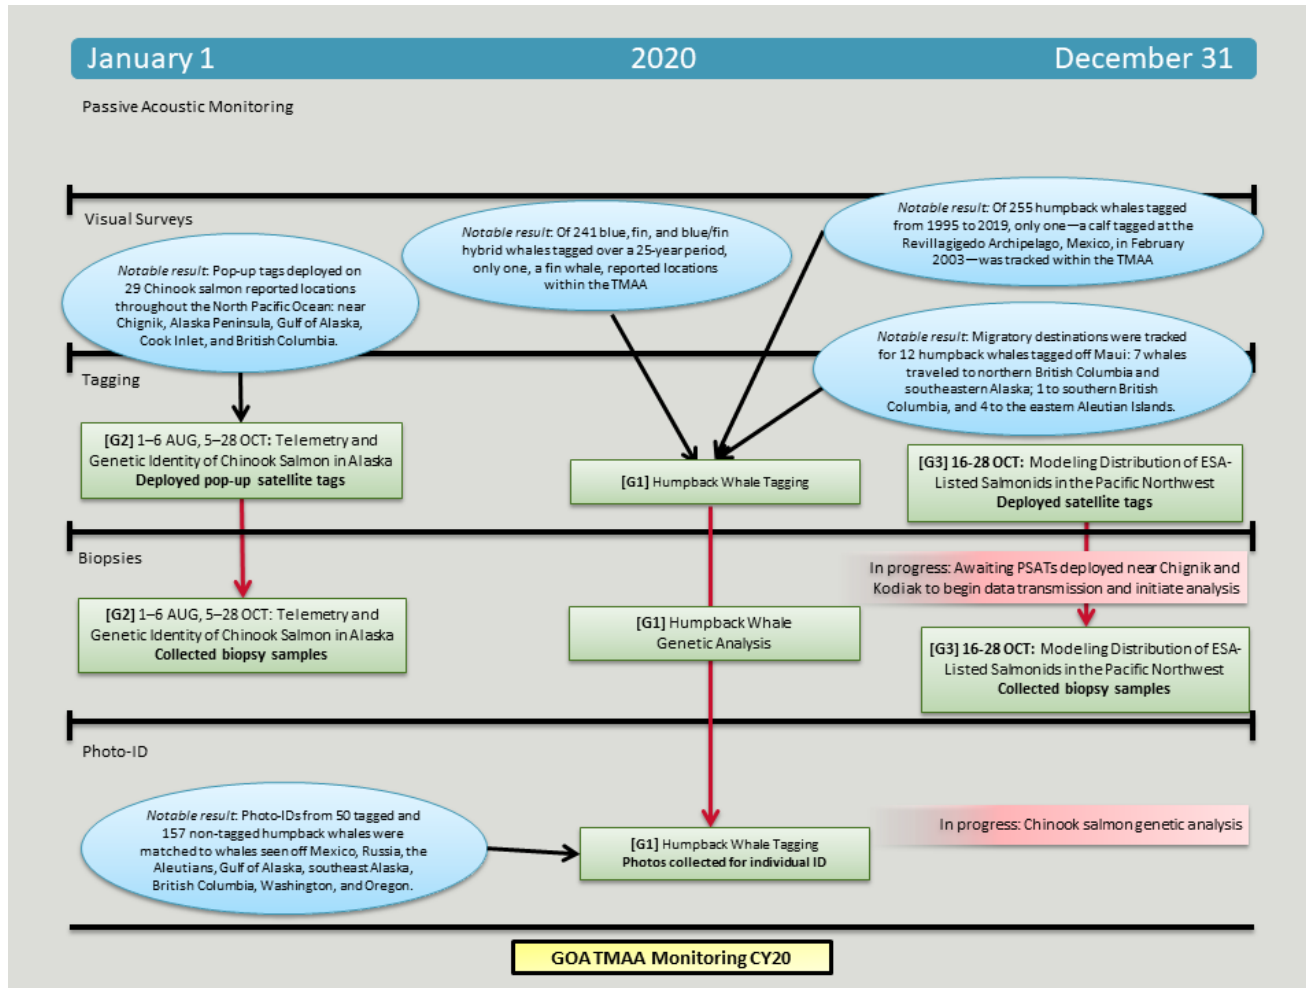 January 1
2020
December 31
Passive Acoustic Monitoring
Visual Surveys
Notable result: Pop-up tags deployed on
29 Chinook salmon reported locations
throughout the North Pacific Ocean: near
Chignik, Alaska Peninsula, Gulf of Alaska,
Cook Inlet, and British Columbia.
Notable result: Of 241 blue, fin, and blue/fin
hybrid whales tagged over a 25-year period,
only one, a fin whale, reported locations
within the TMAA
Notable result: Of 255 humpback whales tagged
from 1995 to 2019, only one—a calf tagged at the
Revillagigedo Archipelago, Mexico, in February
2003—was tracked within the TMAA
Notable result: Migratory destinations were tracked
for 12 humpback whales tagged off Maui: 7 whales
traveled to northern British Columbia and
southeastern Alaska; 1 to southern British
Columbia, and 4 to the eastern Aleutian Islands.
Tagging
[G2] 1–6 AUG, 5–28 OCT: Telemetry and
Genetic Identity of Chinook Salmon in Alaska
Deployed pop-up satellite tags
[G1] Humpback Whale Tagging
[G3] 16-28 OCT: Modeling Distribution of ESA-
Listed Salmonids in the Pacific Northwest
Deployed satellite tags
Biopsies
In progress: Awaiting PSATs deployed near Chignik and
Kodiak to begin data transmission and initiate analysis
[G2] 1–6 AUG, 5–28 OCT: Telemetry and
Genetic Identity of Chinook Salmon in Alaska
Collected biopsy samples
[G1] Humpback Whale
Genetic Analysis
[G3] 16-28 OCT: Modeling Distribution of ESA-
Listed Salmonids in the Pacific Northwest
Collected biopsy samples
Photo-ID
Notable result: Photo-IDs from 50 tagged and
157 non-tagged humpback whales were
matched to whales seen off Mexico, Russia, the
Aleutians, Gulf of Alaska, southeast Alaska,
British Columbia, Washington, and Oregon.
[G1] Humpback Whale Tagging
Photos collected for individual ID
In progress: Chinook salmon genetic analysis
GOA TMAA Monitoring CY20